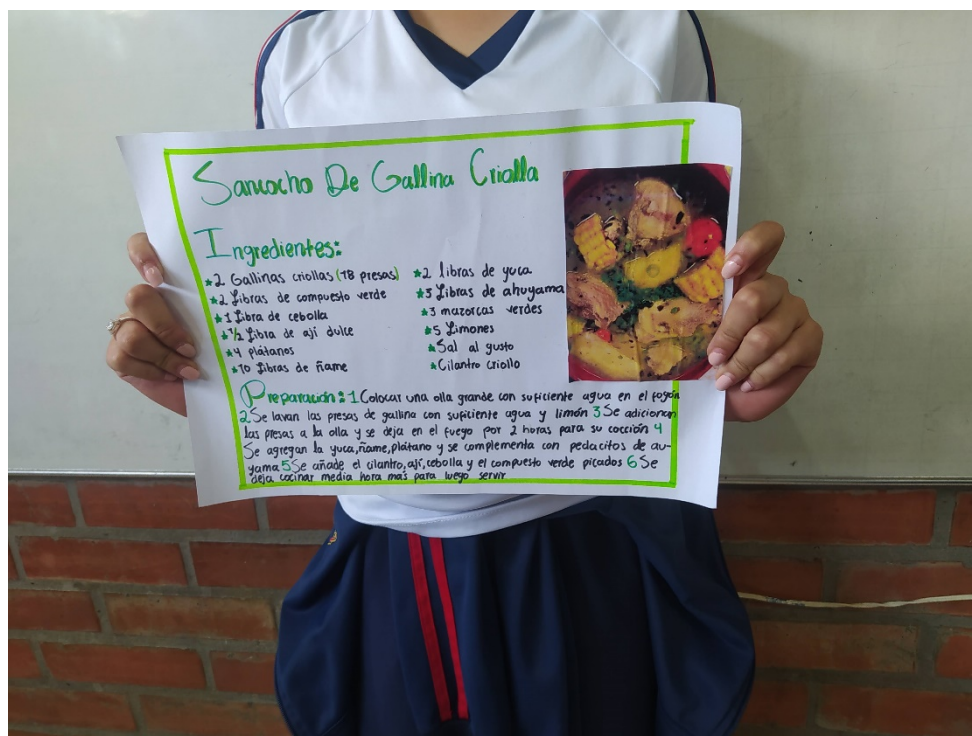 Sancocho De Gallina Criolla
Ingredientes:
★2 Gallinas criollas (18 presas)
★2 Libras de compuesto verde
★1 Libra de cebolla
★½ Libra de ají dulce
★4 plátanos
★10 Libras de ñame
★2 libras de yuca
★3 Libras de ahuyama
★3 mazorcas verdes
★5 Limones
★Sal al gusto
★Cilantro criollo
Preparación: 1 Colocar una olla grande con suficiente agua en el fogón
2 Se lavan las presas de gallina con suficiente agua y limón 3 Se adicionan
las presas a la olla y se deja en el fuego por 2 horas para su cocción 4
Se agregan la yuca, ñame, plátano y se complementa con pedacitos de au-
yama 5 Se añade el cilantro, ají, cebolla y el compuesto verde picados 6 Se
deja cocinar media hora más para luego servir